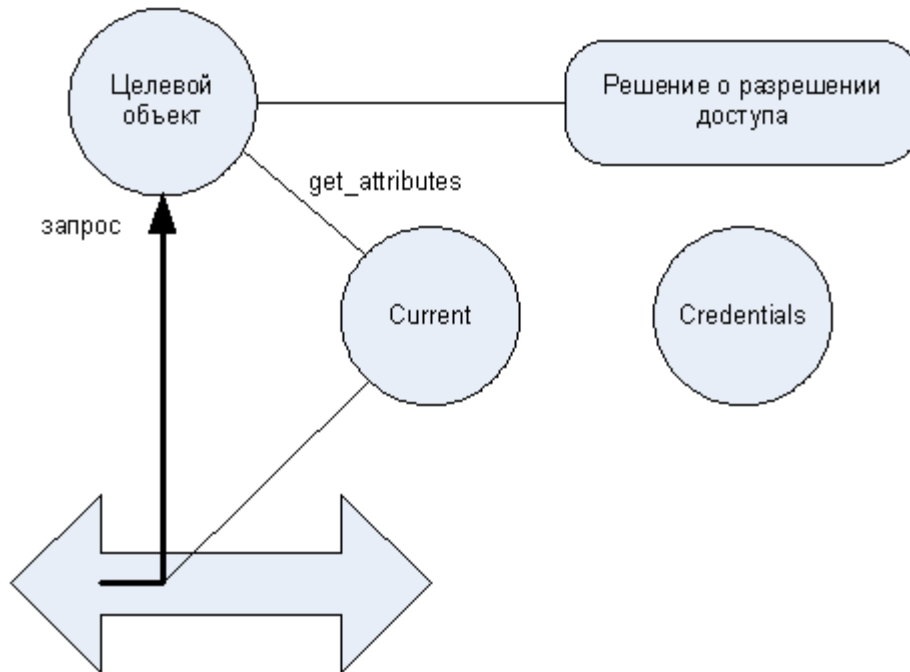 Целевой
объект
Решение о разрешении
доступа
get_attributes
запрос
Current
Credentials